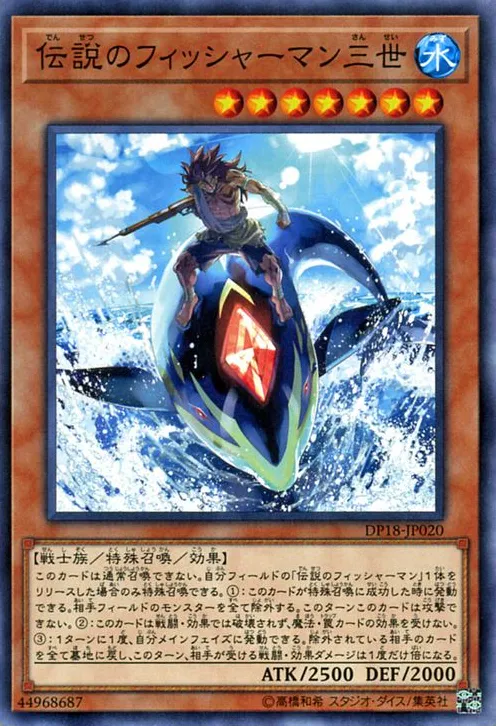 伝説のフィッシャーマン三世
水
DP18-JP020
【戦士族／特殊召喚／効果】
このカードは通常召喚できない。自分フィールドの「伝説のフィッシャーマン」1体を
リリースした場合のみ特殊召喚できる。①：このカードが特殊召喚に成功した時に発動
できる。相手フィールドのモンスターを全て除外する。このターンこのカードは攻撃で
きない。②：このカードは戦闘・効果では破壊されず、魔法・罠カードの効果を受けない。
③：1ターンに1度、自分メインフェイズに発動できる。除外されている相手のカード
を全て墓地に戻し、このターン、相手が受ける戦闘・効果ダメージは1度だけ倍になる。
ATK/2500 DEF/2000
44968687
©高橋和希 スタジオ・ダイス/集英社